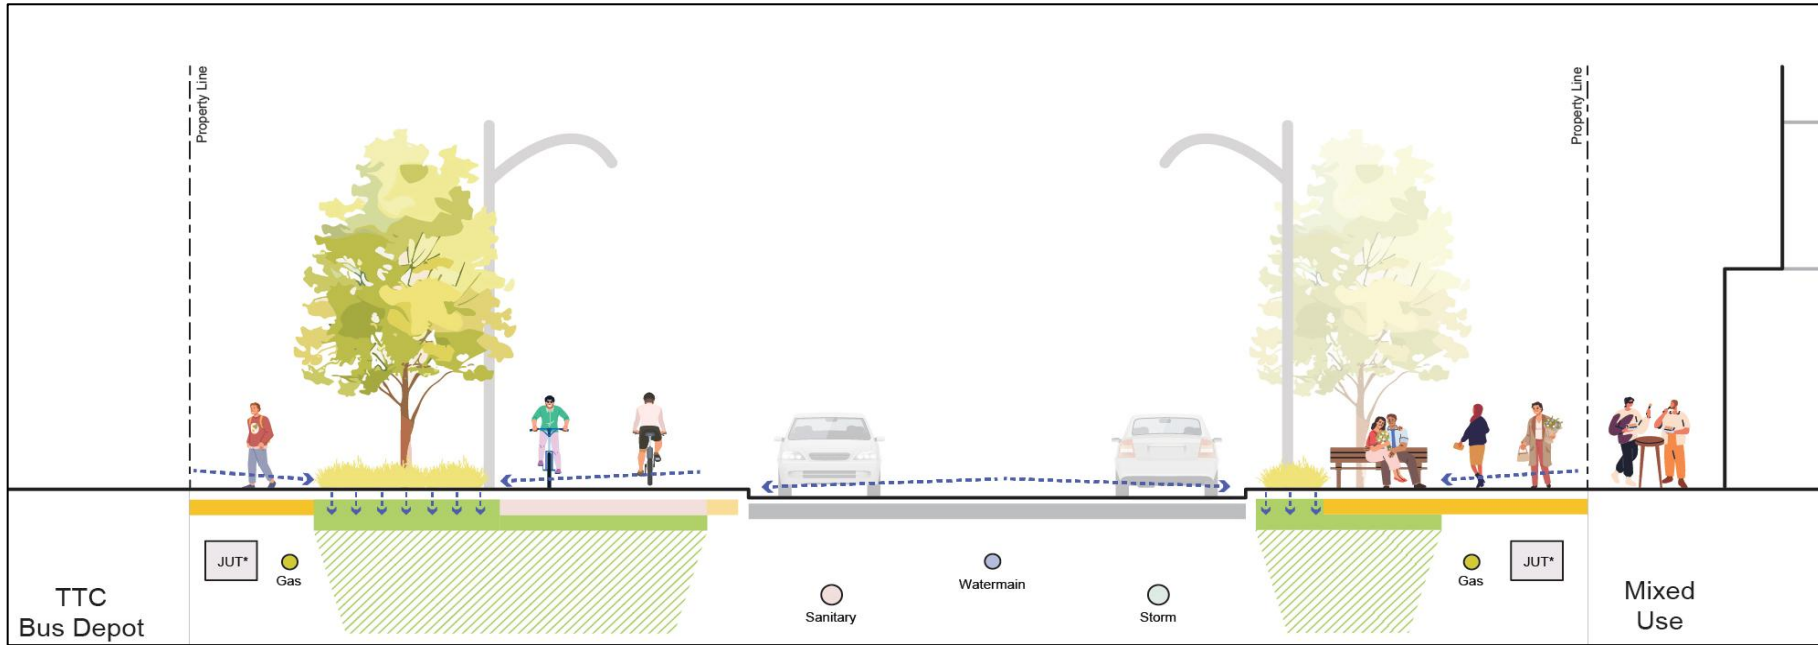 Property Line
Property Line
JUT*
Gas
Watermain
Gas
JUT*
Sanitary
Storm
TTC
Bus Depot
Mixed
Use